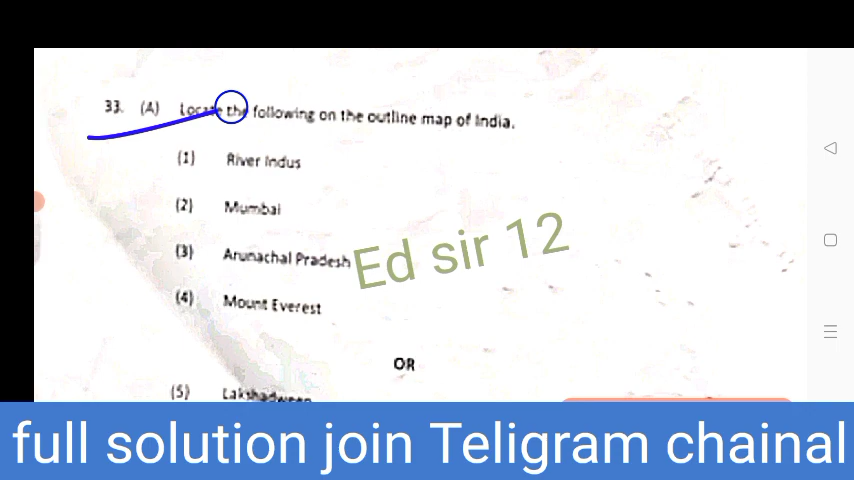 33. (A) Locate the following on the outline map of India.
(1) River Indus
(2) Mumbai
(3) Arunachal Pradesh
Ed sir 12
(4) Mount Everest
OR
(5) Lakshadweep
full solution join Teligram chainal